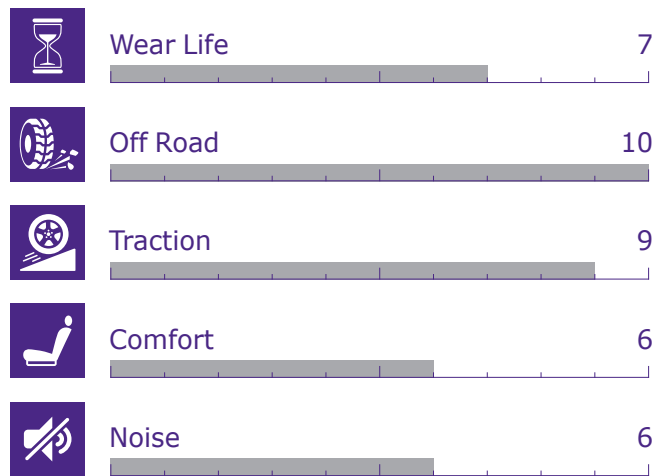 Wear Life 7
Off Road 10
Traction 9
Comfort 6
Noise 6